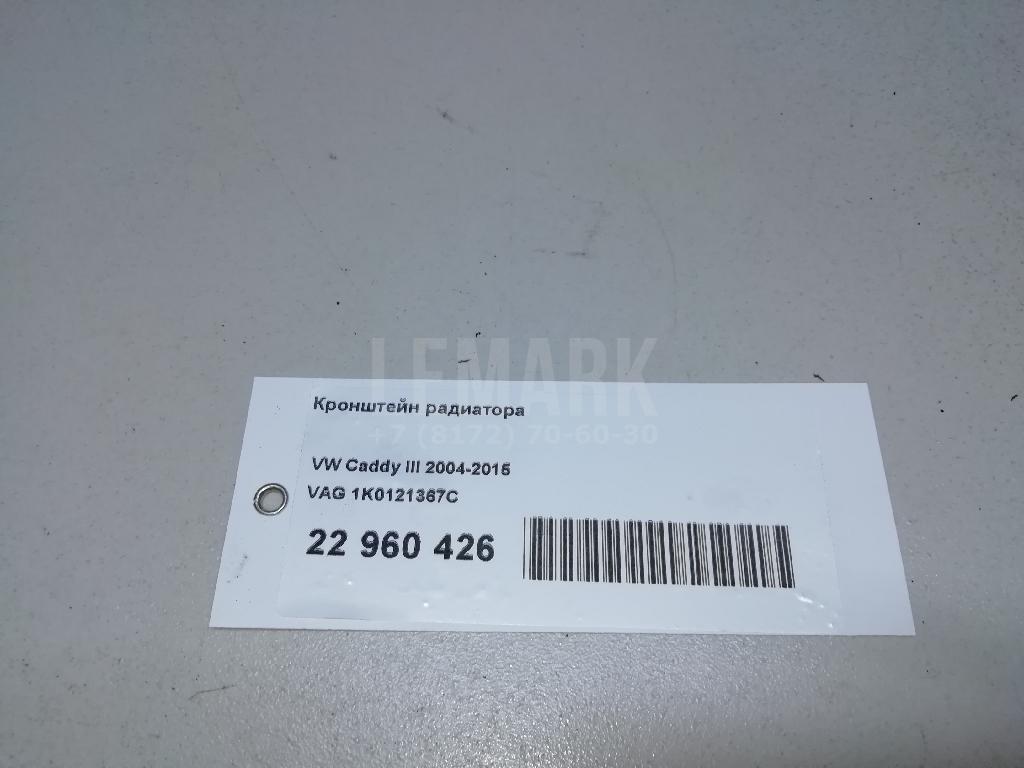 LEMARK
Кронштейн радиатора
+7 (8172) 70-60-30
VW Caddy III 2004-2015
VAG 1K0121367C
22 960 426